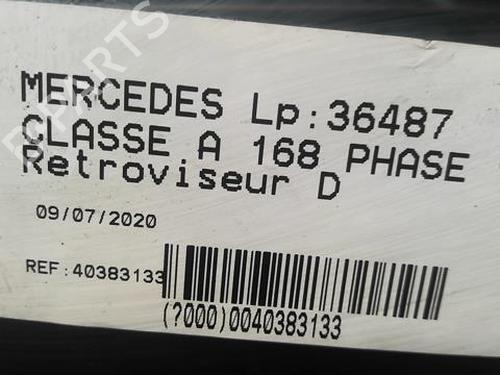 MERCEDES Lp:36487
CLASSE A 168 PHASE
Retroviseur D
09/07/2020
REF:40383133
(?000)0040383133